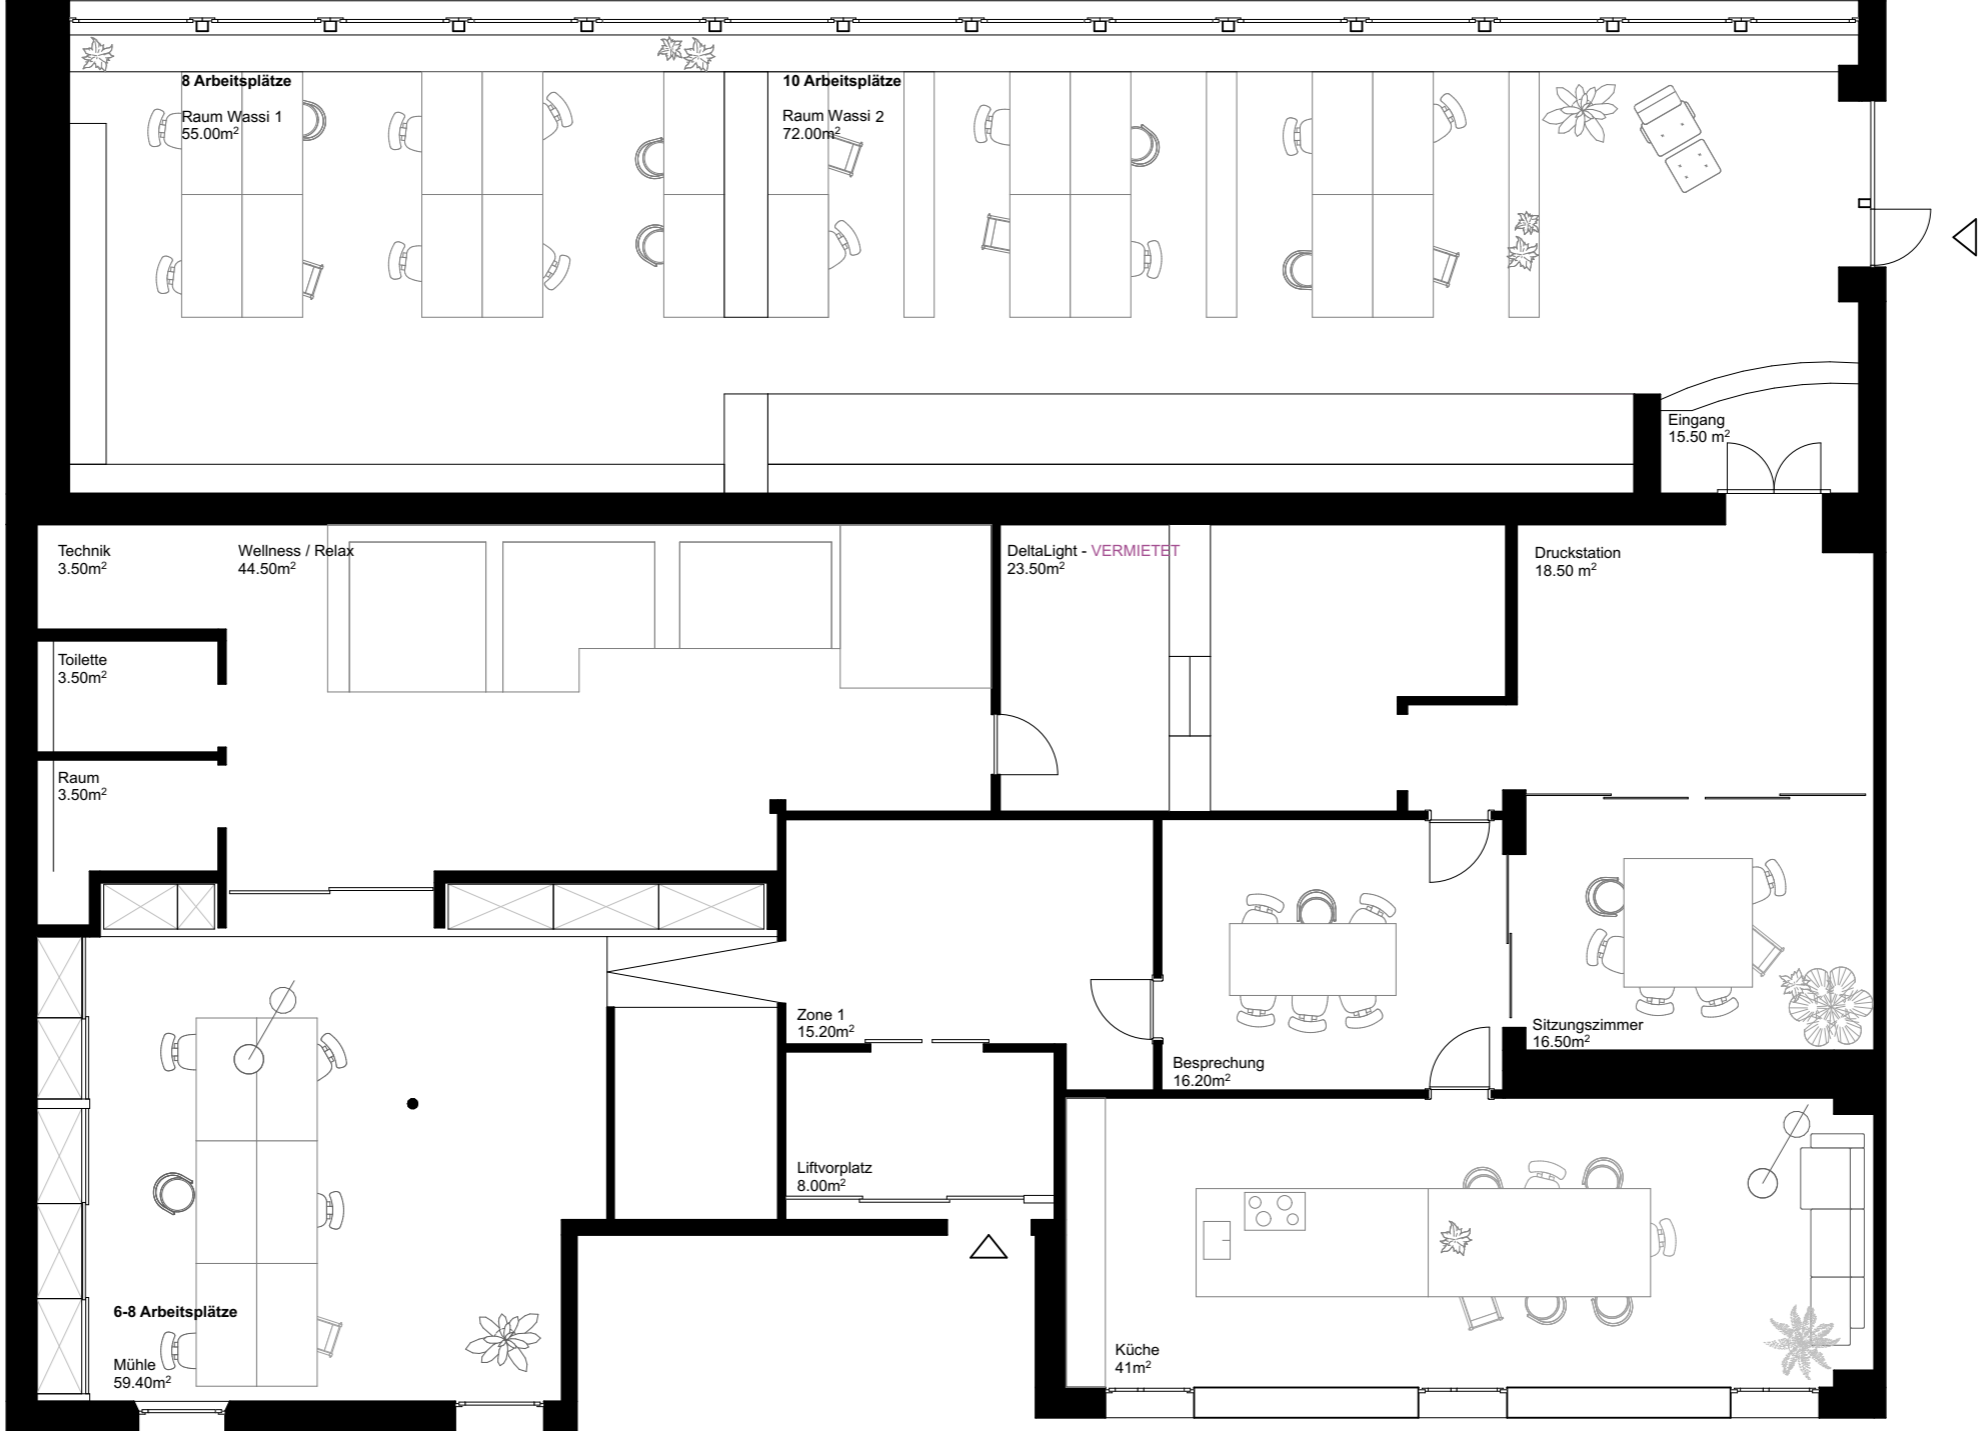 8 Arbeitsplätze
Raum Wassi 1
55.00m²
10 Arbeitsplätze
Raum Wassi 2
72.00m²
Eingang
15.50 m²
Technik
3.50m²
Wellness / Relax
44.50m²
DeltaLight - VERMIETET
23.50m²
Druckstation
18.50 m²
Toilette
3.50m²
Raum
3.50m²
Zone 1
15.20m²
Sitzungszimmer
16.50m²
Besprechung
16.20m²
Liftvorplatz
8.00m²
6-8 Arbeitsplätze
Mühle
59.40m²
Küche
41m²